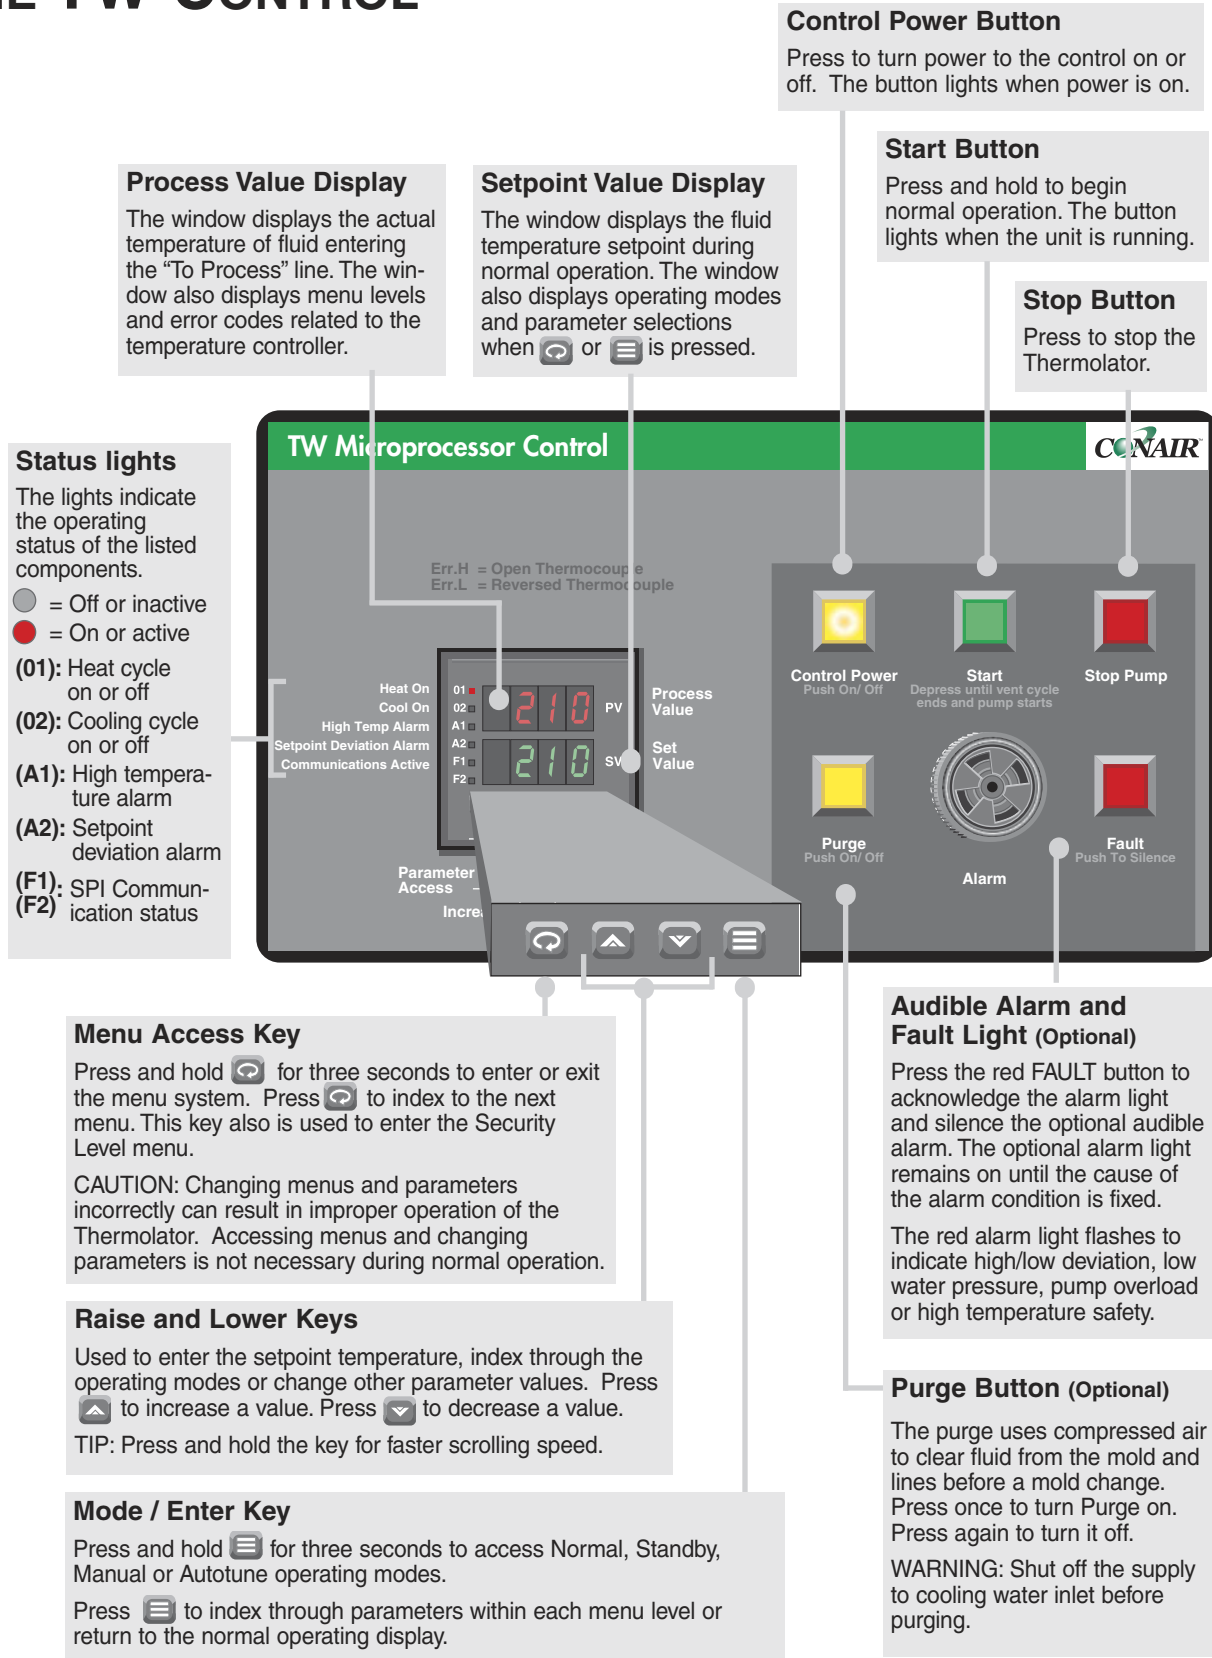 TW CONTROL
Control Power Button
Press to turn power to the control on or
off. The button lights when power is on.
Start Button
Press and hold to begin
normal operation. The button
lights when the unit is running.
Stop Button
Press to stop the
Thermolator.
Process Value Display
The window displays the actual
temperature of fluid entering
the “To Process” line. The win-
dow also displays menu levels
and error codes related to the
temperature controller.
Setpoint Value Display
The window displays the fluid
temperature setpoint during
normal operation. The window
also displays operating modes
and parameter selections
when or is pressed.
Status lights
The lights indicate
the operating
status of the listed
components.
= Off or inactive
= On or active
(01): Heat cycle
on or off
(02): Cooling cycle
on or off
(A1): High tempera-
ture alarm
(A2): Setpoint
deviation alarm
(F1)
(F2): SPI Commun-
ication status
TW Microprocessor Control
CONAIR
Err.H = Open Thermocouple
Err.L = Reversed Thermocouple
Heat On
Cool On
High Temp Alarm
Setpoint Deviation Alarm
Communications Active
01
02
A1
A2
F1
F2
210
PV
Process
Value
210
SV
Set
Value
Parameter
Access
Control Power
Push On/ Off
Start
Depress until vent cycle
ends and pump starts
Stop Pump
Purge
Push On/ Off
Alarm
Fault
Push To Silence
Menu Access Key
Press and hold for three seconds to enter or exit
the menu system. Press to index to the next
menu. This key also is used to enter the Security
Level menu.
CAUTION: Changing menus and parameters
incorrectly can result in improper operation of the
Thermolator. Accessing menus and changing
parameters is not necessary during normal operation.
Raise and Lower Keys
Used to enter the setpoint temperature, index through the
operating modes or change other parameter values. Press
to increase a value. Press to decrease a value.
TIP: Press and hold the key for faster scrolling speed.
Mode / Enter Key
Press and hold for three seconds to access Normal, Standby,
Manual or Autotune operating modes.
Press to index through parameters within each menu level or
return to the normal operating display.
Audible Alarm and
Fault Light (Optional)
Press the red FAULT button to
acknowledge the alarm light
and silence the optional audible
alarm. The optional alarm light
remains on until the cause of
the alarm condition is fixed.
The red alarm light flashes to
indicate high/low deviation, low
water pressure, pump overload
or high temperature safety.
Purge Button (Optional)
The purge uses compressed air
to clear fluid from the mold and
lines before a mold change.
Press once to turn Purge on.
Press again to turn it off.
WARNING: Shut off the supply
to cooling water inlet before
purging.